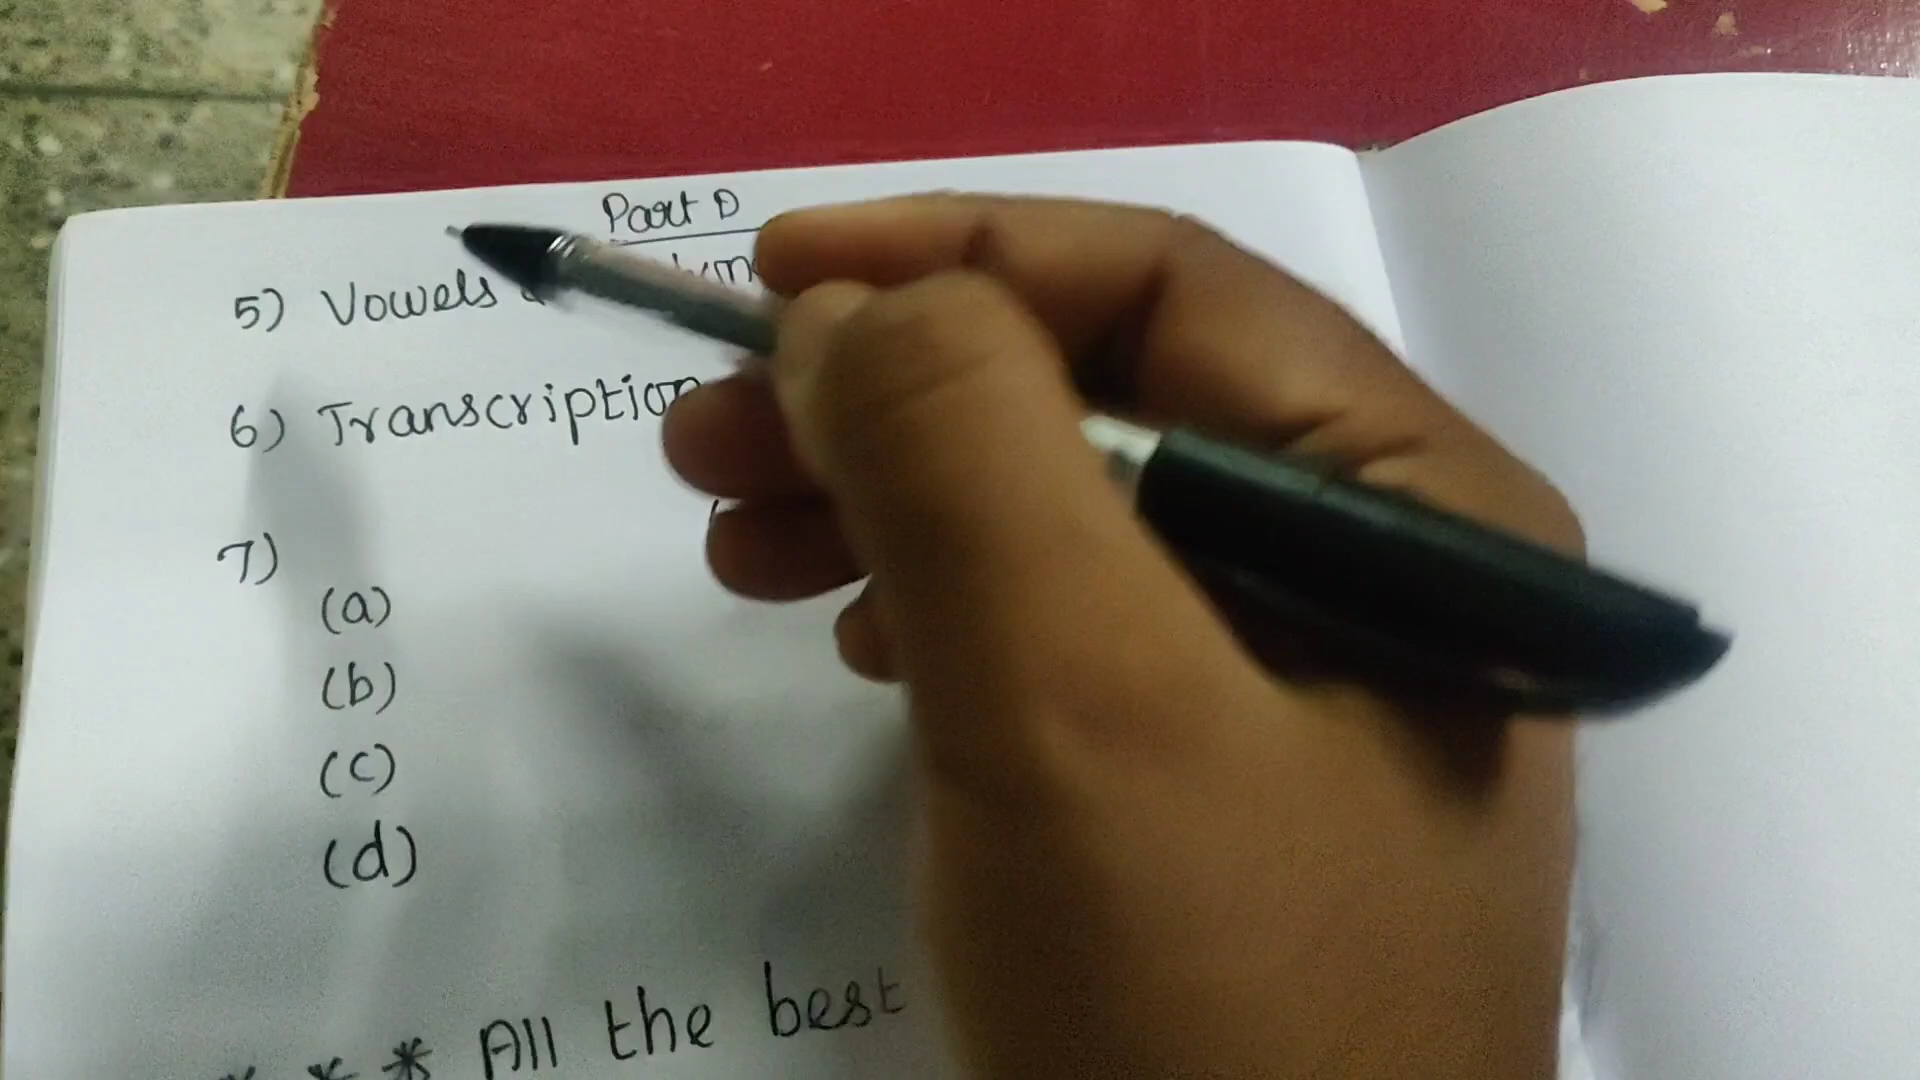 Part D
5) Vowels
6) Transcription
7)
(a)
(b)
(c)
(d)
* * * All the best